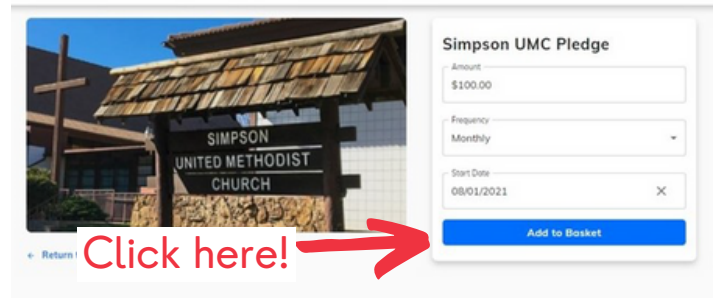 SIMPSON
UNITED METHODIST
CHURCH
Simpson UMC Pledge
Amount
$100.00
Frequency
Monthly
Start Date
08/01/2021
Add to Basket
← Return
Click here!